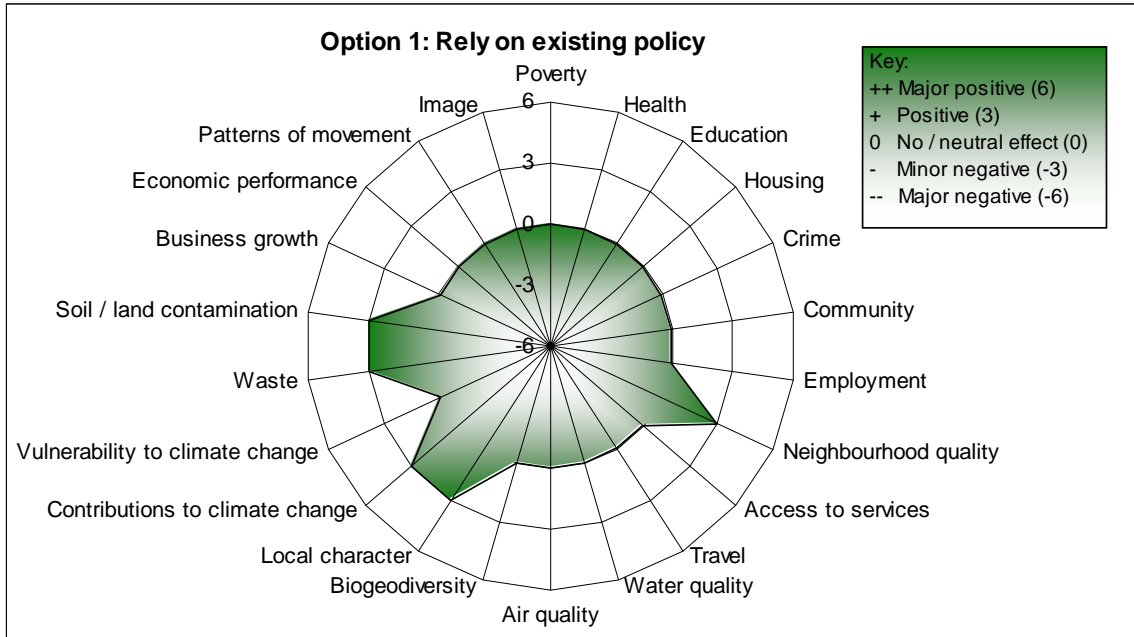 Option 1: Rely on existing policy
Key:
++ Major positive (6)
+ Positive (3)
0 No / neutral effect (0)
- Minor negative (-3)
-- Major negative (-6)
Poverty
Health
Education
Housing
Crime
Community
Employment
Neighbourhood quality
Access to services
Travel
Water quality
Air quality
Biogeodiversity
Local character
Contributions to climate change
Vulnerability to climate change
Waste
Soil / land contamination
Business growth
Economic performance
Patterns of movement
Image
6
3
0
-3
-6